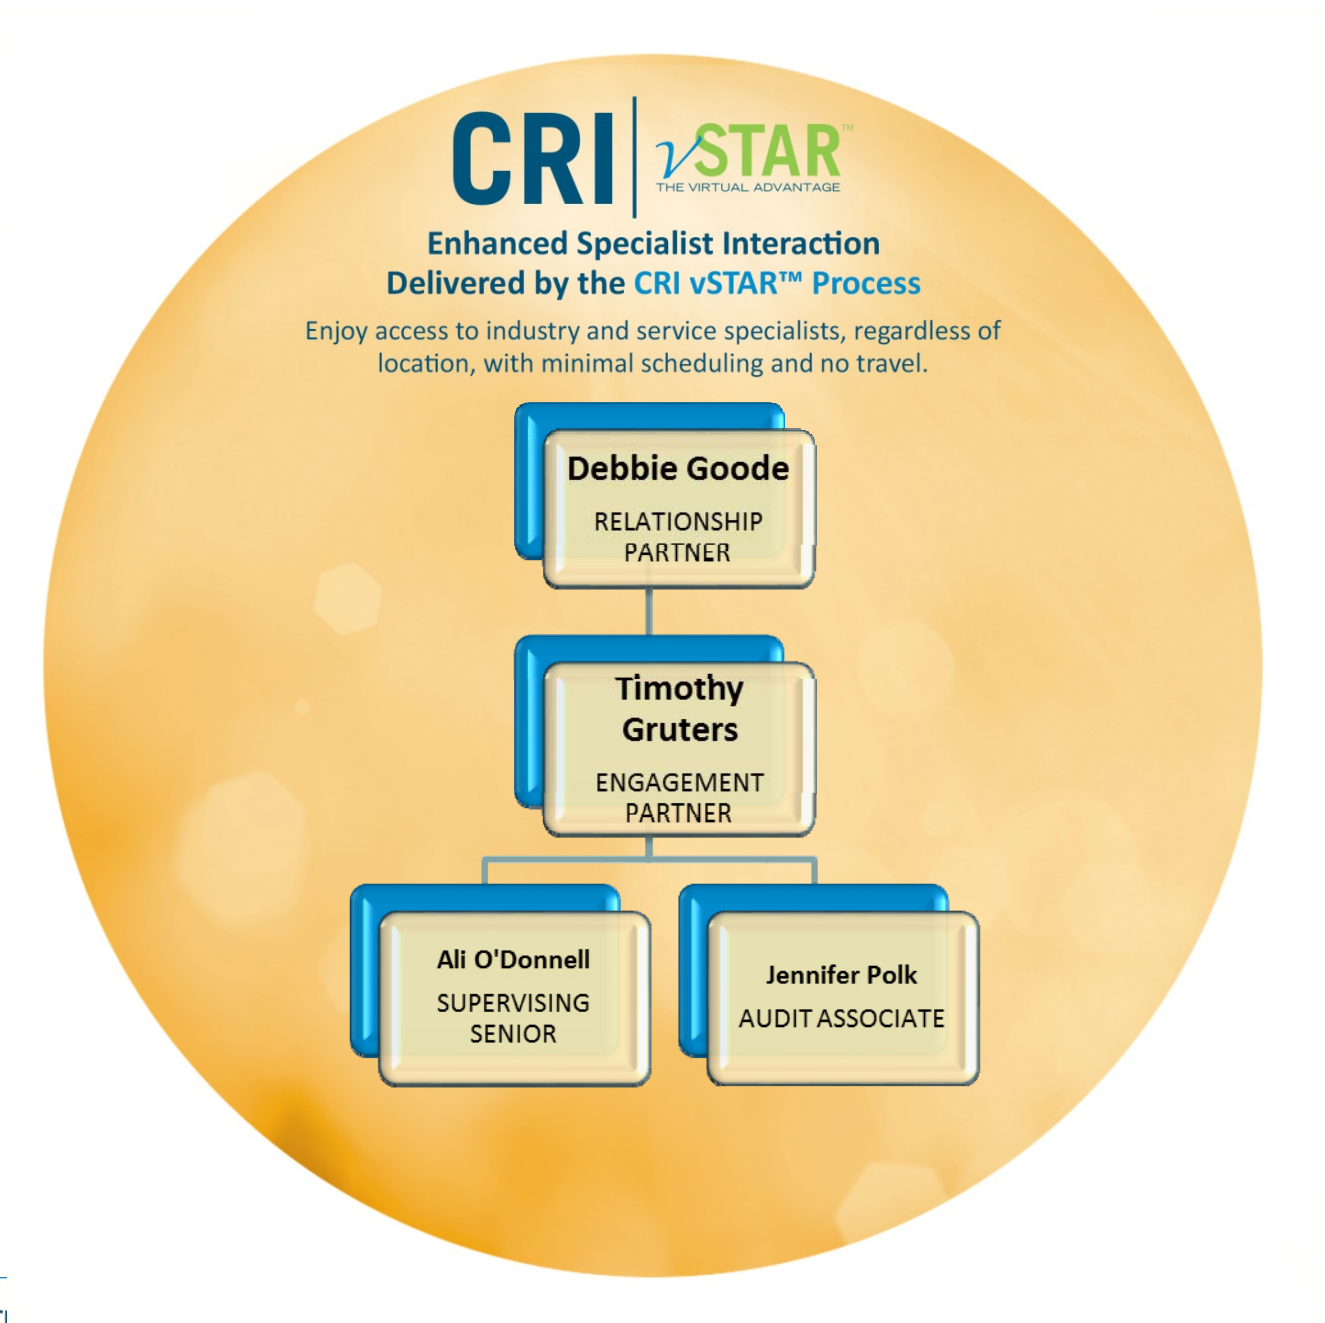 CRI
vSTAR™
THE VIRTUAL ADVANTAGE
Enhanced Specialist Interaction
Delivered by the CRI vSTAR™ Process
Enjoy access to industry and service specialists, regardless of
location, with minimal scheduling and no travel.
Debbie Goode
RELATIONSHIP
PARTNER
Timothy
Gruters
ENGAGEMENT
PARTNER
Ali O'Donnell
SUPERVISING
SENIOR
Jennifer Polk
AUDIT ASSOCIATE